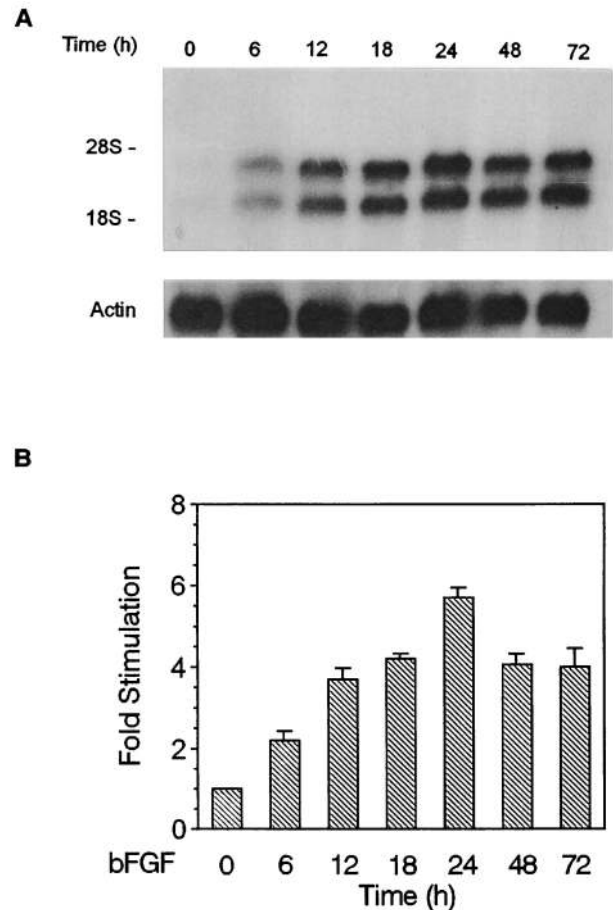 A
Time (h) 0 6 12 18 24 48 72
28S -
18S -
Actin
B
8
6
4
2
0
Fold Stimulation
bFGF 0 6 12 18 24 48 72
Time (h)